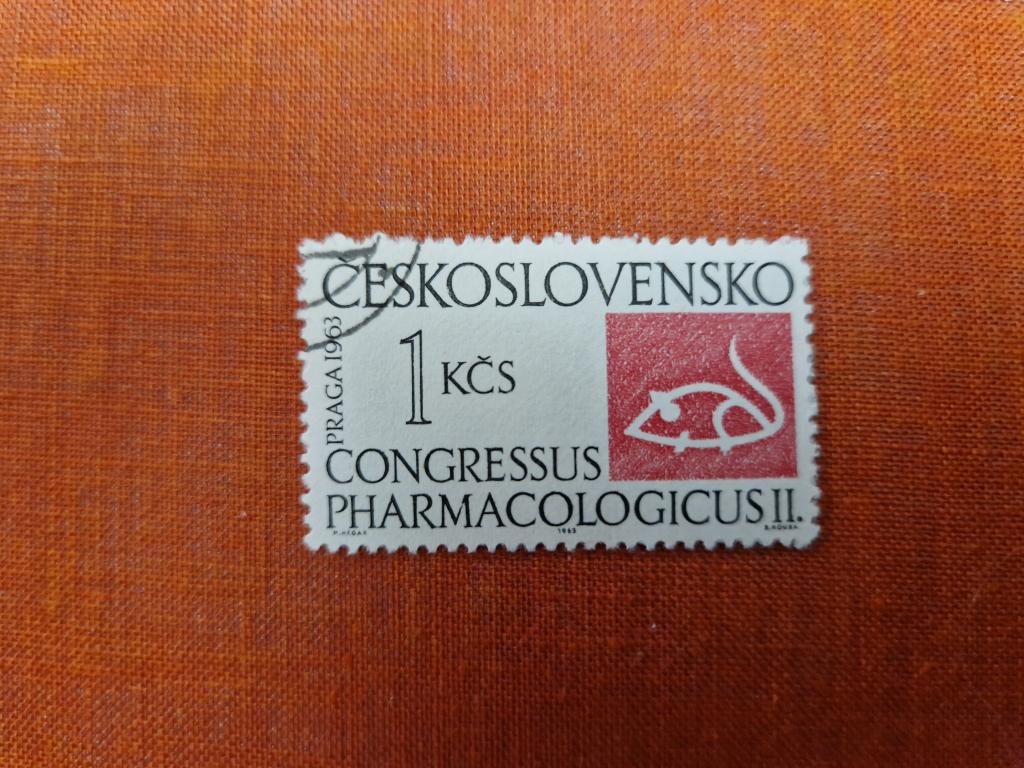 ČESKOSLOVENSKO
PRAGA 1963
1 KČS
CONGRESSUS
PHARMACOLOGICUS II.
1963